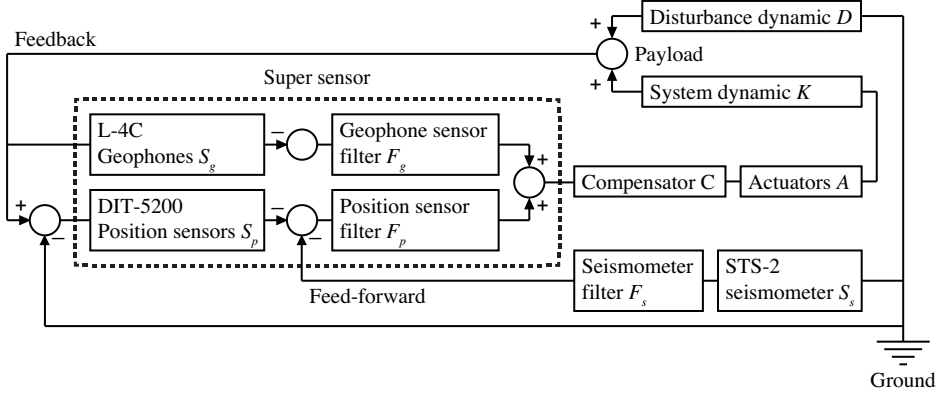 Disturbance dynamic D
+
Feedback
Payload
+
Super sensor
System dynamic K
L-4C
Geophones S_g
−
Geophone sensor
filter F_g
+
Compensator C
Actuators A
+
DIT-5200
Position sensors S_p
−
−
−
Position sensor
filter F_p
+
Seismometer
filter F_s
STS-2
seismometer S_s
Feed-forward
Ground